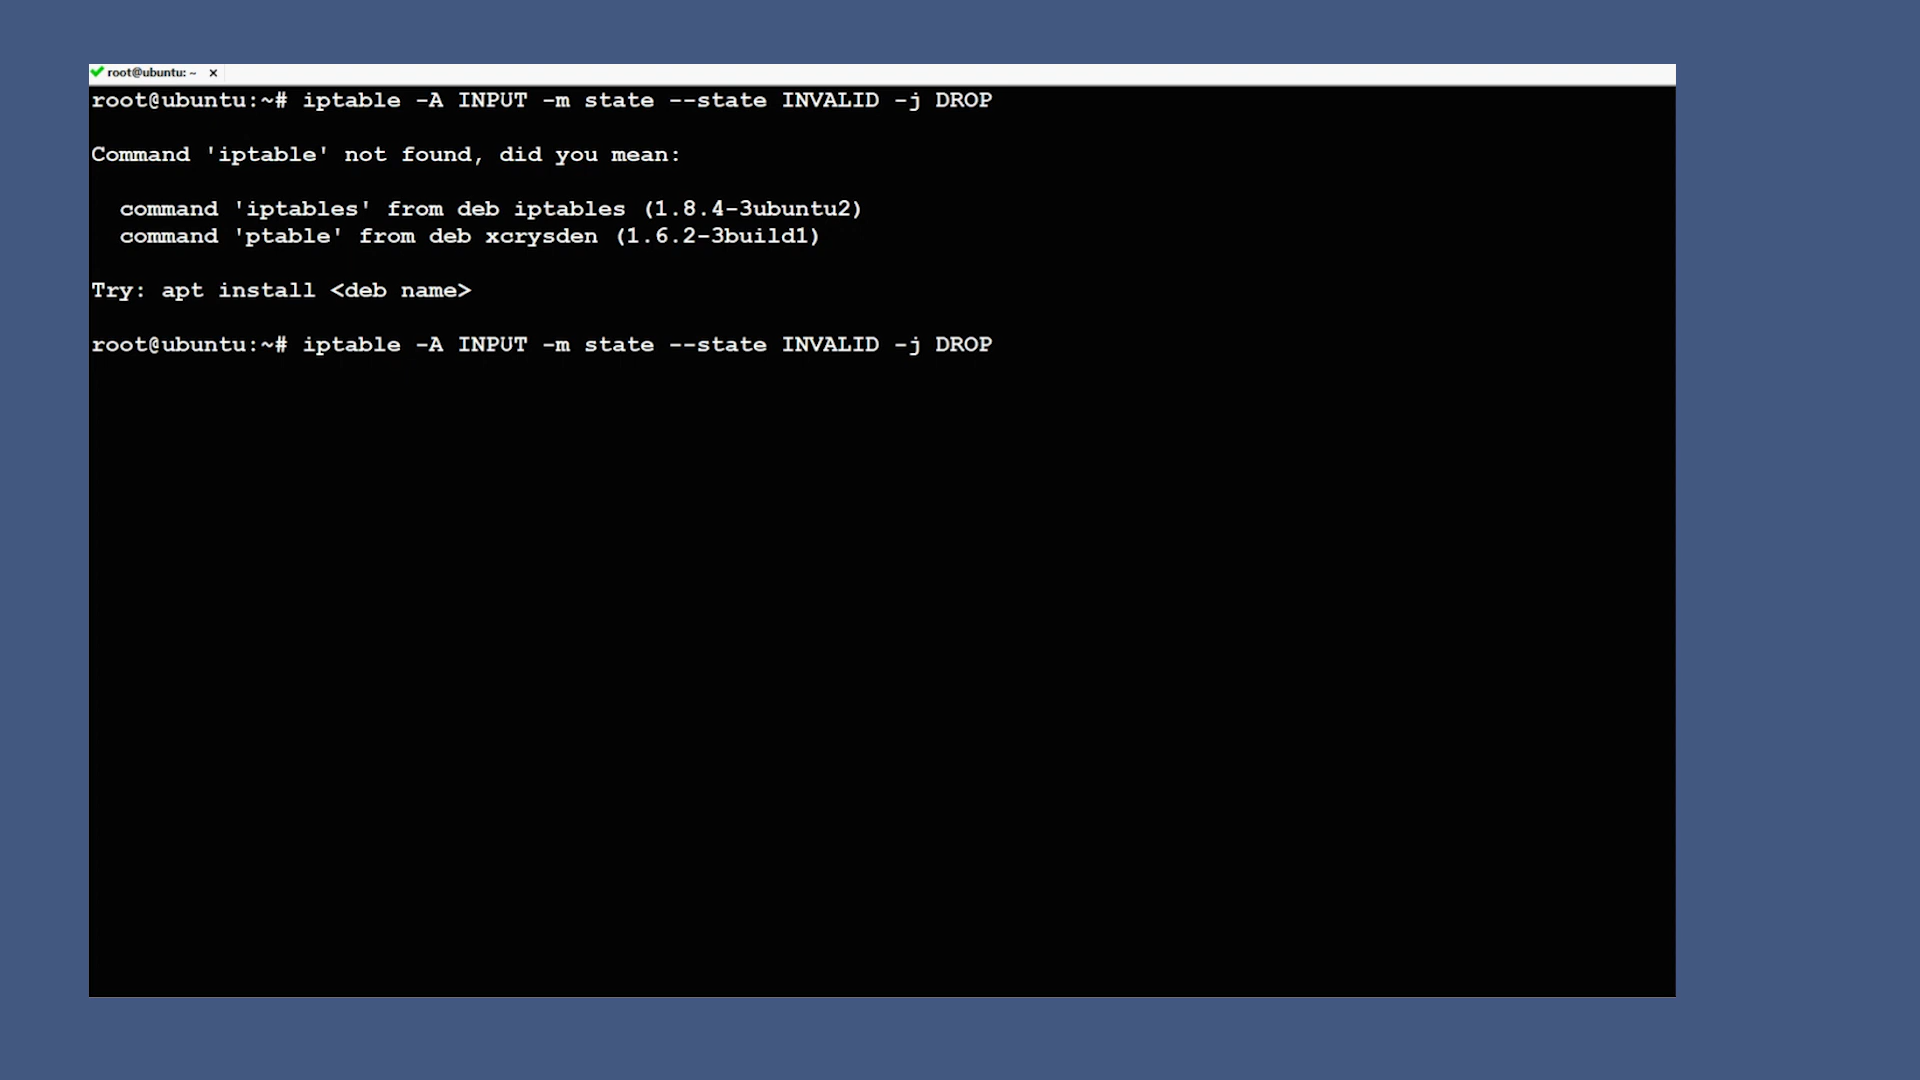 root@ubuntu: ~
root@ubuntu:~# iptable -A INPUT -m state --state INVALID -j DROP
Command 'iptable' not found, did you mean:
command 'iptables' from deb iptables (1.8.4-3ubuntu2)
command 'ptable' from deb xcrysden (1.6.2-3build1)
Try: apt install <deb name>
root@ubuntu:~# iptable -A INPUT -m state --state INVALID -j DROP